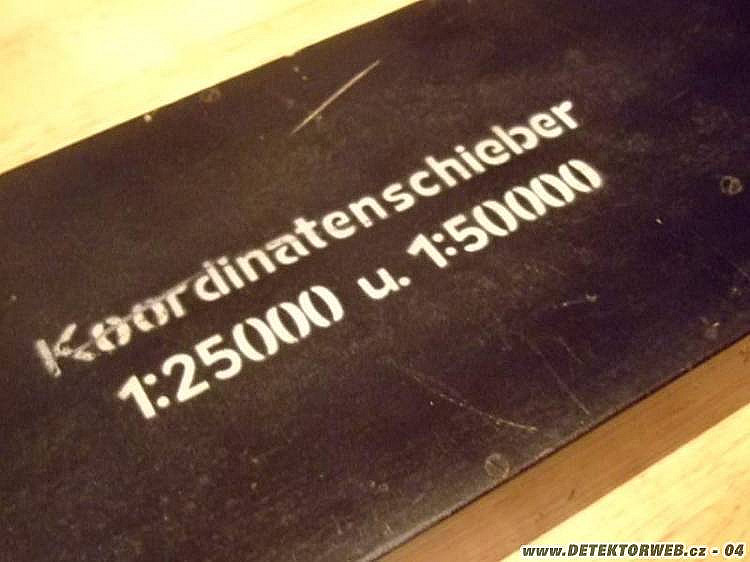 Koordinatenschieber
1:25000 u. 1:50000
www.DETEKTORWEB.cz - 04